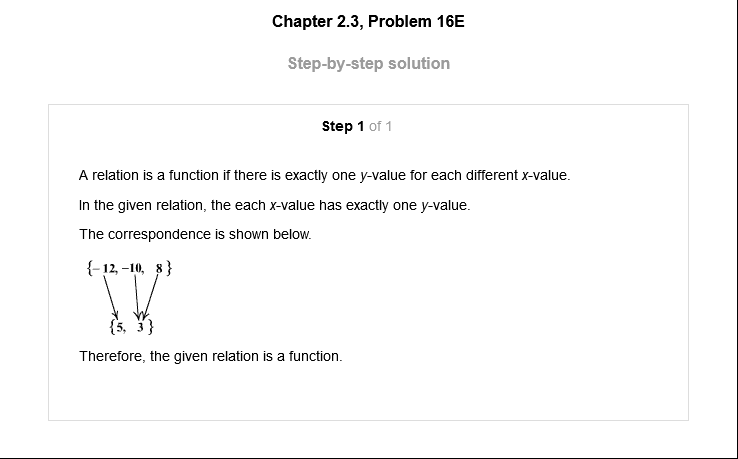 Chapter 2.3, Problem 16E
Step-by-step solution
Step 1 of 1
A relation is a function if there is exactly one y-value for each different x-value.
In the given relation, the each x-value has exactly one y-value.
The correspondence is shown below.
{−12, −10, 8}
{5, 3}
Therefore, the given relation is a function.